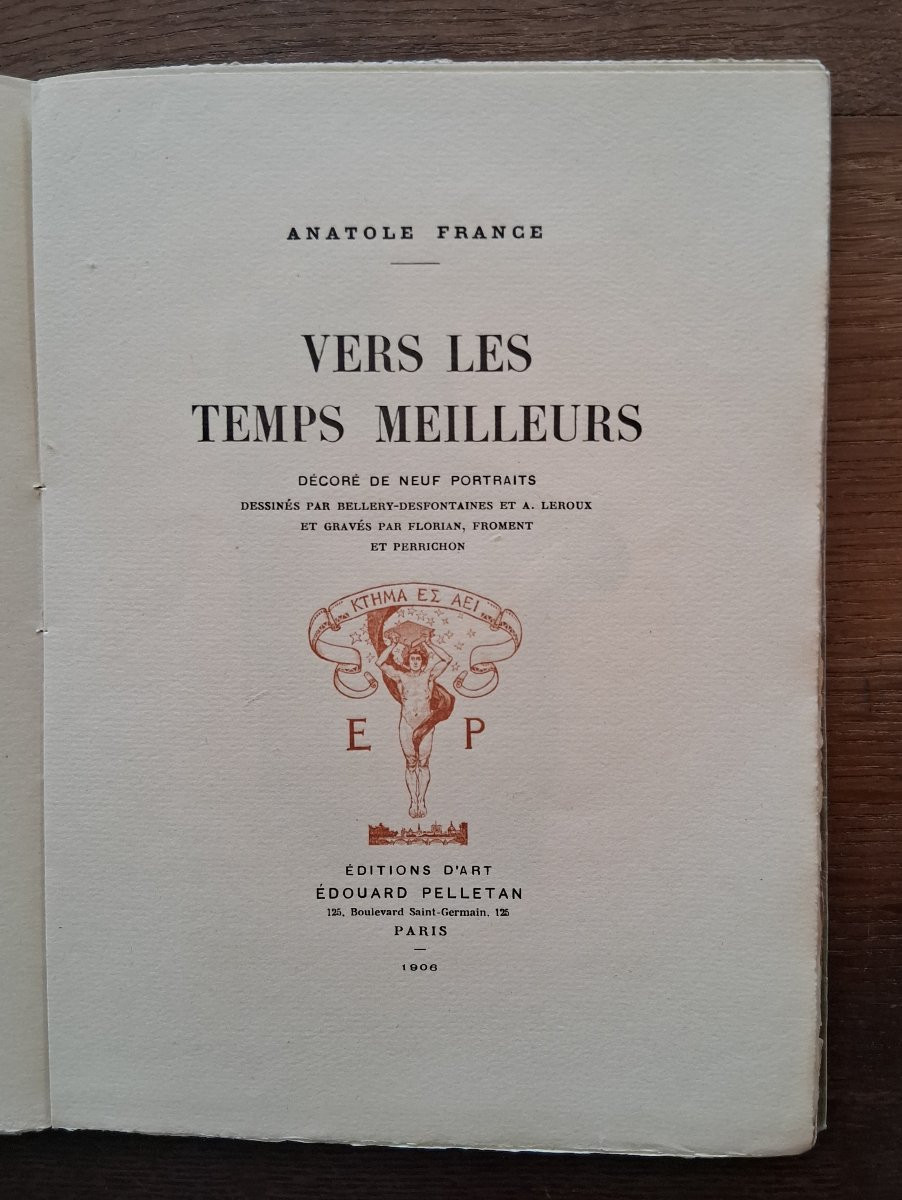 ANATOLE FRANCE
VERS LES
TEMPS MEILLEURS
DÉCORÉ DE NEUF PORTRAITS
DESSINÉS PAR BELLERY-DESFONTAINES ET A. LEROUX
ET GRAVÉS PAR FLORIAN, FROMENT
ET PERRICHON
ΚΤΗΜΑ ΕΣ ΑΕΙ
E P
ÉDITIONS D'ART
ÉDOUARD PELLETAN
125, Boulevard Saint-Germain, 125
PARIS
1906